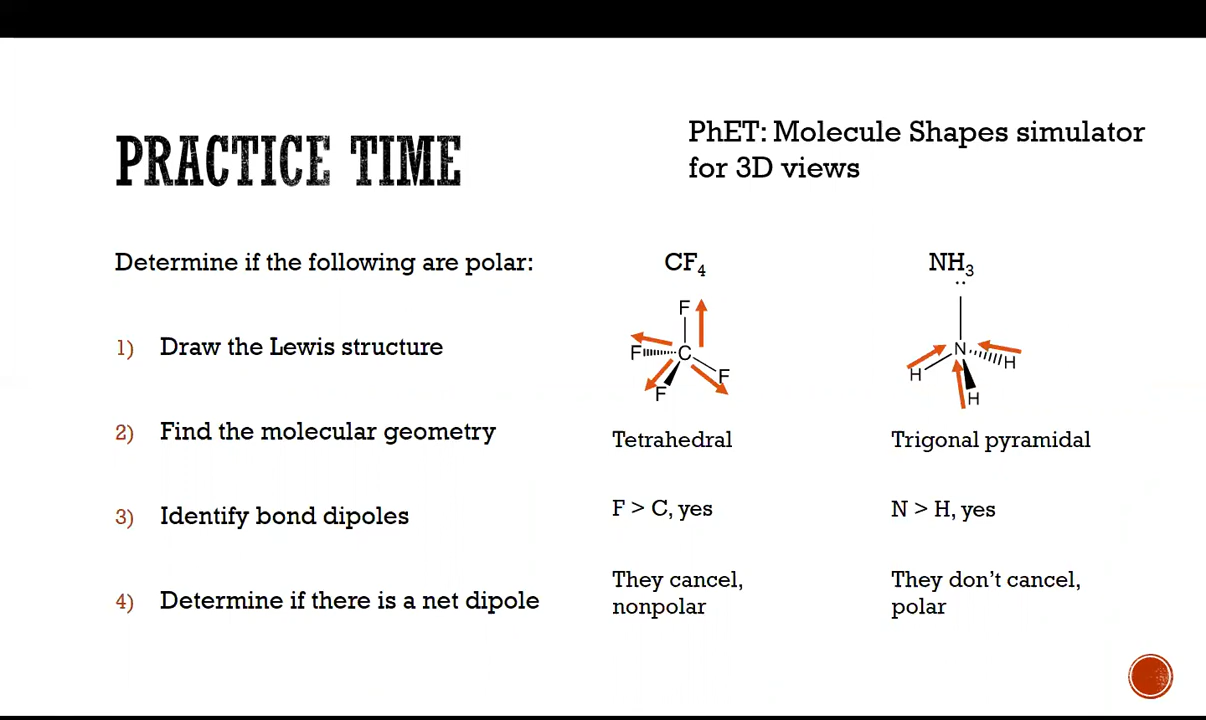 PRACTICE TIME
PhET: Molecule Shapes simulator
for 3D views
Determine if the following are polar:
CF₄
NH₃
1) Draw the Lewis structure
2) Find the molecular geometry
3) Identify bond dipoles
4) Determine if there is a net dipole
F
F C F
F
Tetrahedral
F > C, yes
They cancel,
nonpolar
..
N
H H
H
Trigonal pyramidal
N > H, yes
They don't cancel,
polar